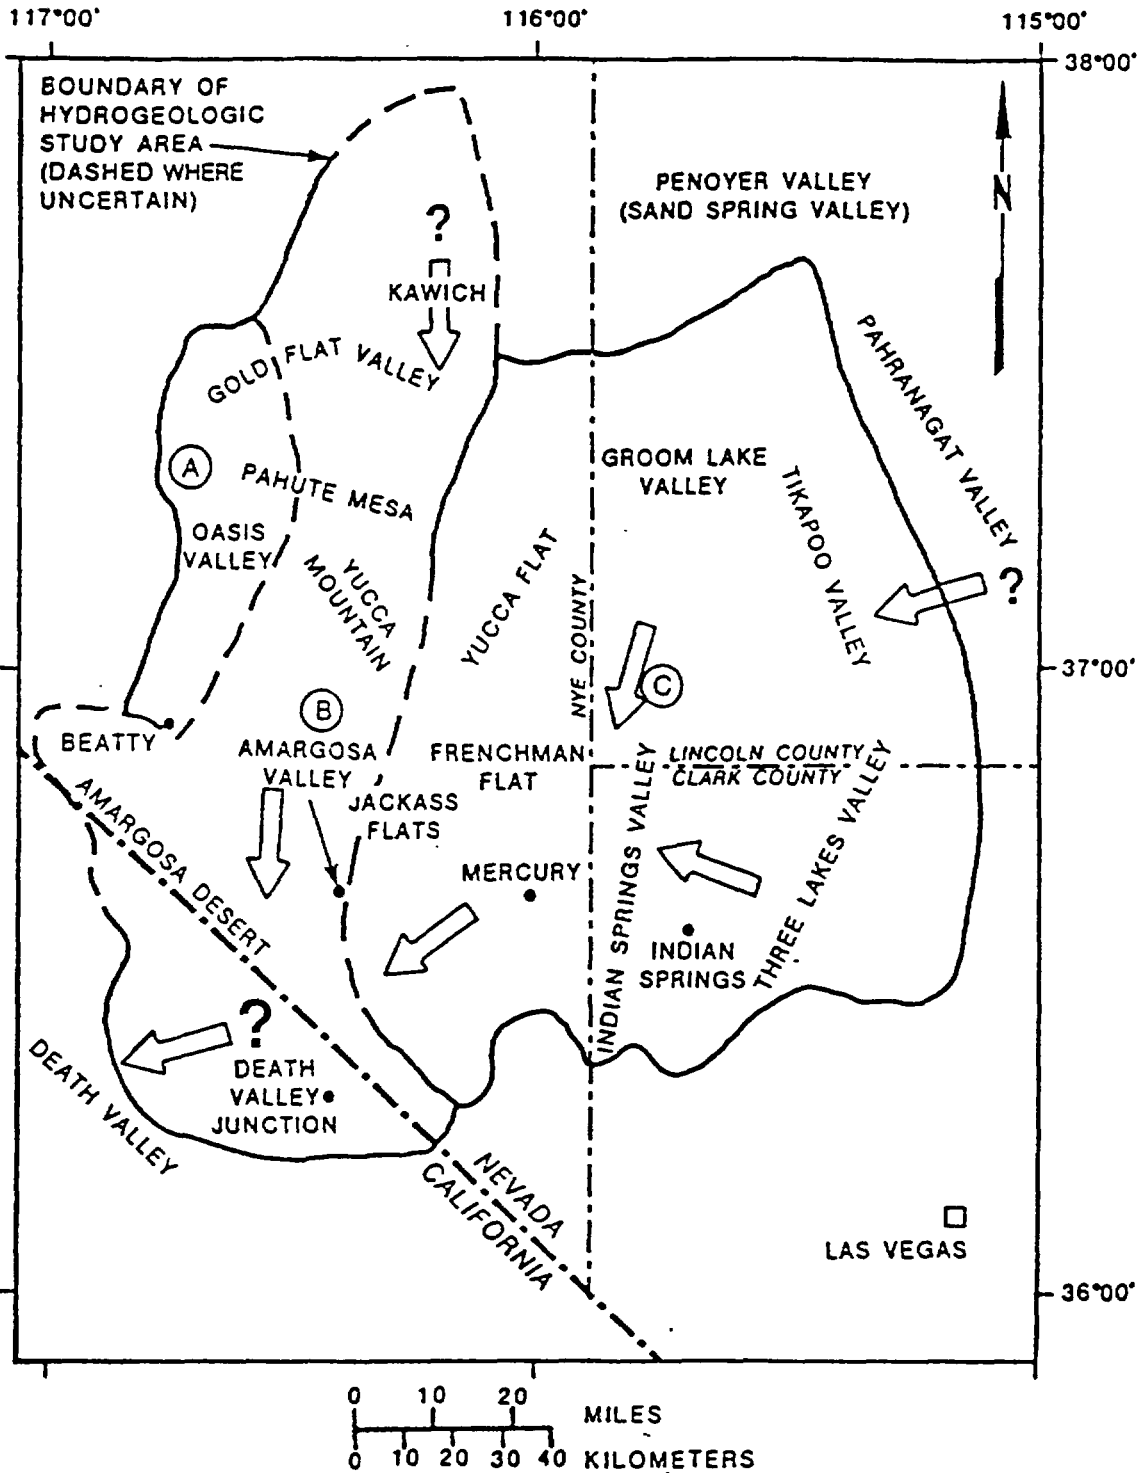 117°00'
116°00'
115°00'
38°00'
BOUNDARY OF
HYDROGEOLOGIC
STUDY AREA
(DASHED WHERE
UNCERTAIN)
N
PENOYER VALLEY
(SAND SPRING VALLEY)
?
KAWICH
GOLD FLAT VALLEY
PAHRANAGAT VALLEY
A
PAHUTE MESA
GROOM LAKE
VALLEY
TIKAPOO VALLEY
OASIS
VALLEY
YUCCA
MOUNTAIN
YUCCA FLAT
NYE COUNTY
?
37°00'
C
B
BEATTY
AMARGOSA
VALLEY
FRENCHMAN
FLAT
LINCOLN COUNTY
CLARK COUNTY
JACKASS
FLATS
AMARGOSA DESERT
MERCURY
INDIAN SPRINGS VALLEY
THREE LAKES VALLEY
INDIAN
SPRINGS
?
DEATH VALLEY
DEATH
VALLEY
JUNCTION
NEVADA
CALIFORNIA
LAS VEGAS
36°00'
0 10 20
MILES
0 10 20 30 40 KILOMETERS